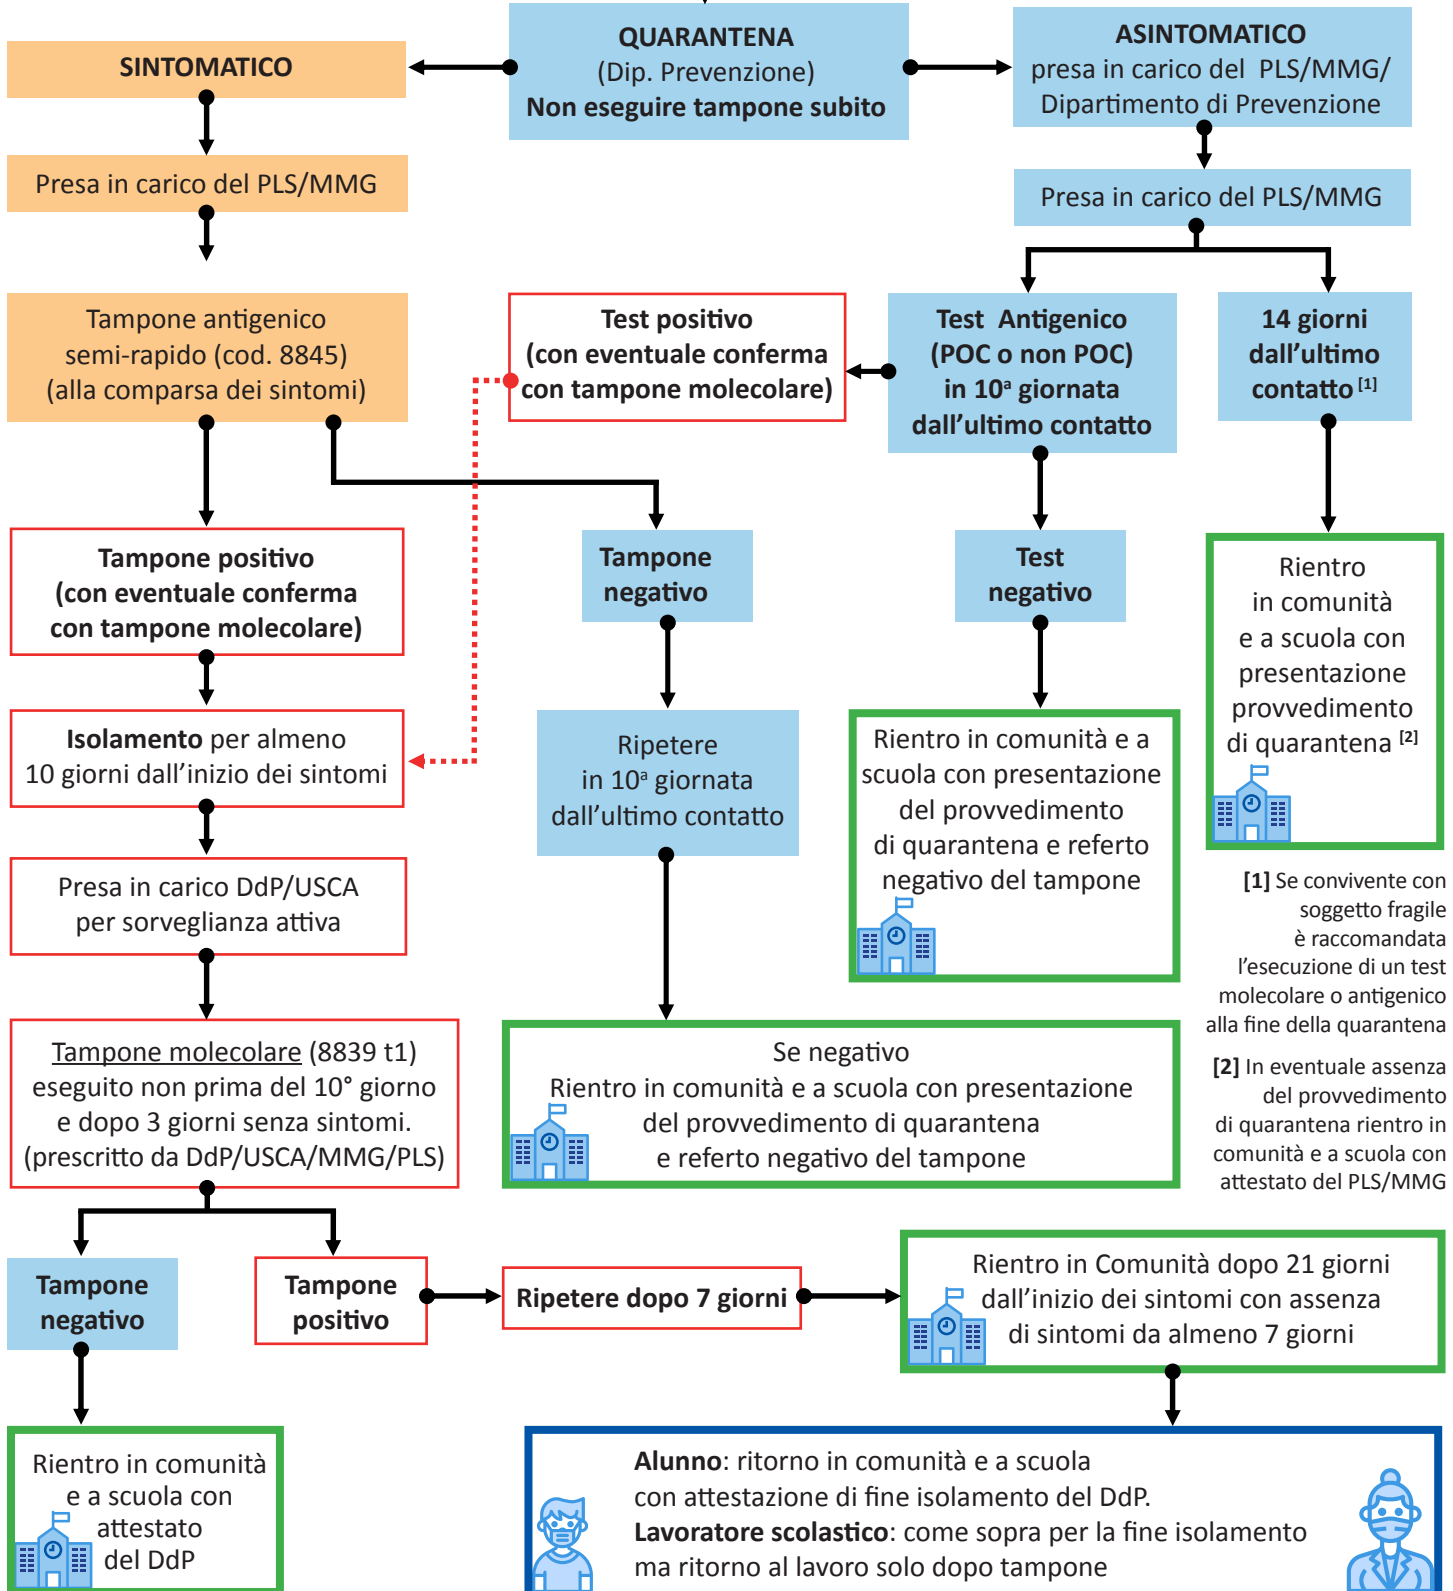 QUARANTENA
(Dip. Prevenzione)
Non eseguire tampone subito
SINTOMATICO
ASINTOMATICO
presa in carico del PLS/MMG/
Dipartimento di Prevenzione
Presa in carico del PLS/MMG
Presa in carico del PLS/MMG
Tampone antigenico
semi-rapido (cod. 8845)
(alla comparsa dei sintomi)
Test positivo
(con eventuale conferma
con tampone molecolare)
Test Antigenico
(POC o non POC)
in 10ª giornata
dall'ultimo contatto
14 giorni
dall'ultimo
contatto [1]
Tampone positivo
(con eventuale conferma
con tampone molecolare)
Tampone
negativo
Test
negativo
Rientro
in comunità
e a scuola con
presentazione
provvedimento
di quarantena [2]
Isolamento per almeno
10 giorni dall'inizio dei sintomi
Ripetere
in 10ª giornata
dall'ultimo contatto
Rientro in comunità e a
scuola con presentazione
del provvedimento
di quarantena e referto
negativo del tampone
Presa in carico DdP/USCA
per sorveglianza attiva
[1] Se convivente con
soggetto fragile
è raccomandata
l'esecuzione di un test
molecolare o antigenico
alla fine della quarantena
[2] In eventuale assenza
del provvedimento
di quarantena rientro in
comunità e a scuola con
attestato del PLS/MMG
Tampone molecolare (8839 t1)
eseguito non prima del 10° giorno
e dopo 3 giorni senza sintomi.
(prescritto da DdP/USCA/MMG/PLS)
Se negativo
Rientro in comunità e a scuola con presentazione
del provvedimento di quarantena
e referto negativo del tampone
Tampone
negativo
Tampone
positivo
Ripetere dopo 7 giorni
Rientro in Comunità dopo 21 giorni
dall'inizio dei sintomi con assenza
di sintomi da almeno 7 giorni
Rientro in comunità
e a scuola con
attestato
del DdP
Alunno: ritorno in comunità e a scuola
con attestazione di fine isolamento del DdP.
Lavoratore scolastico: come sopra per la fine isolamento
ma ritorno al lavoro solo dopo tampone